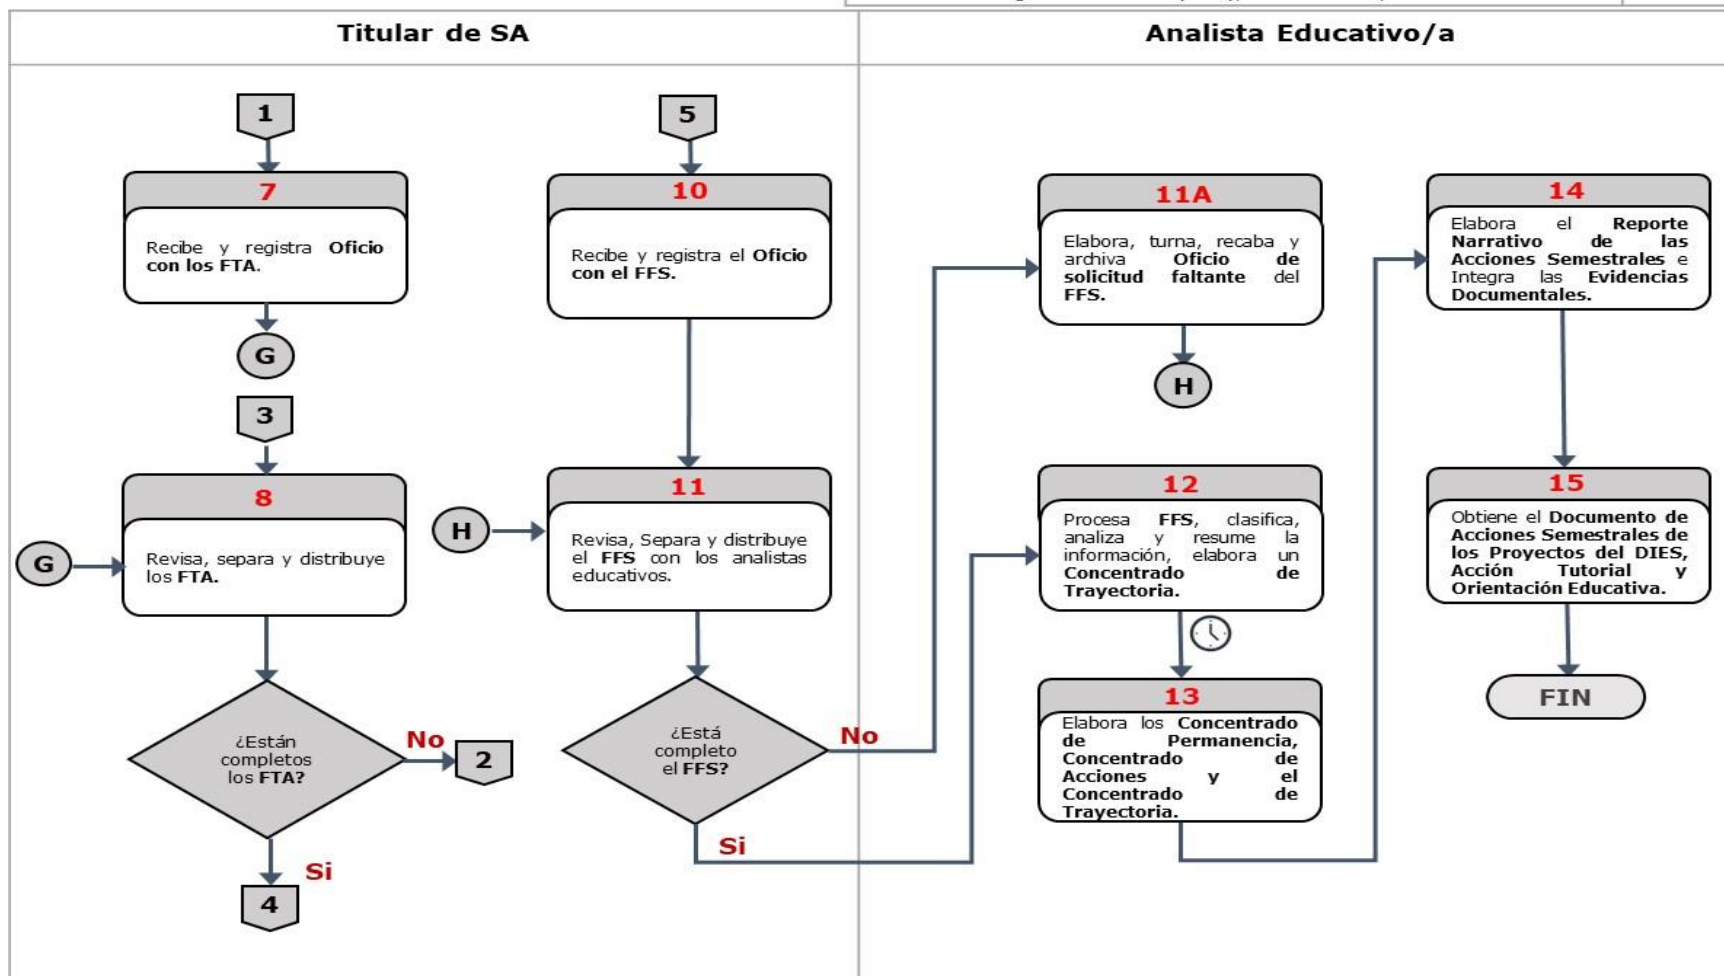 Titular de SA
Analista Educativo/a
1
7
Recibe y registra Oficio
con los FTA.
G
3
8
G
Revisa, separa y distribuye
los FTA.
¿Están
completos
los FTA?
No
2
Si
4
5
10
Recibe y registra el Oficio
con el FFS.
11
H
Revisa, Separa y distribuye
el FFS con los analistas
educativos.
¿Está
completo
el FFS?
No
Si
11A
Elabora, turna, recaba y
archiva Oficio de
solicitud faltante del
FFS.
H
12
Procesa FFS, clasifica,
analiza y resume la
información, elabora un
Concentrado de
Trayectoria.
13
Elabora los Concentrado
de Permanencia,
Concentrado de
Acciones y el
Concentrado de
Trayectoria.
14
Elabora el Reporte
Narrativo de las
Acciones Semestrales e
Integra las Evidencias
Documentales.
15
Obtiene el Documento de
Acciones Semestrales de
los Proyectos del DIES,
Acción Tutorial y
Orientación Educativa.
FIN